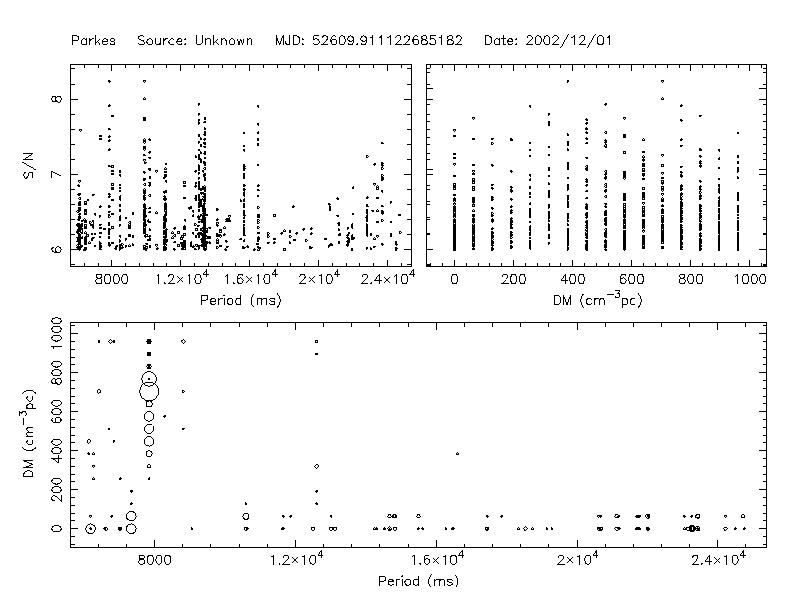 Parkes Source: Unknown MJD: 52609.911122685182 Date: 2002/12/01
8
7
6
S/N
8000 1.2×10⁴ 1.6×10⁴ 2×10⁴ 2.4×10⁴
Period (ms)
0 200 400 600 800 1000
DM (cm⁻³pc)
1000
800
600
400
200
0
DM (cm⁻³pc)
8000 1.2×10⁴ 1.6×10⁴ 2×10⁴ 2.4×10⁴
Period (ms)